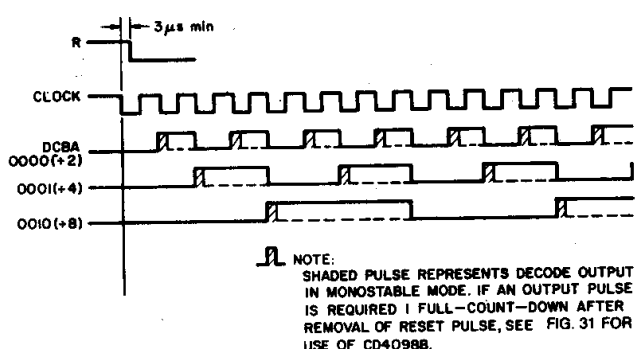 3µs min
R
CLOCK
DCBA
0000(÷2)
0001(÷4)
0010(÷8)
NOTE:
SHADED PULSE REPRESENTS DECODE OUTPUT
IN MONOSTABLE MODE. IF AN OUTPUT PULSE
IS REQUIRED I FULL-COUNT-DOWN AFTER
REMOVAL OF RESET PULSE, SEE FIG. 31 FOR
USE OF CD4098B.